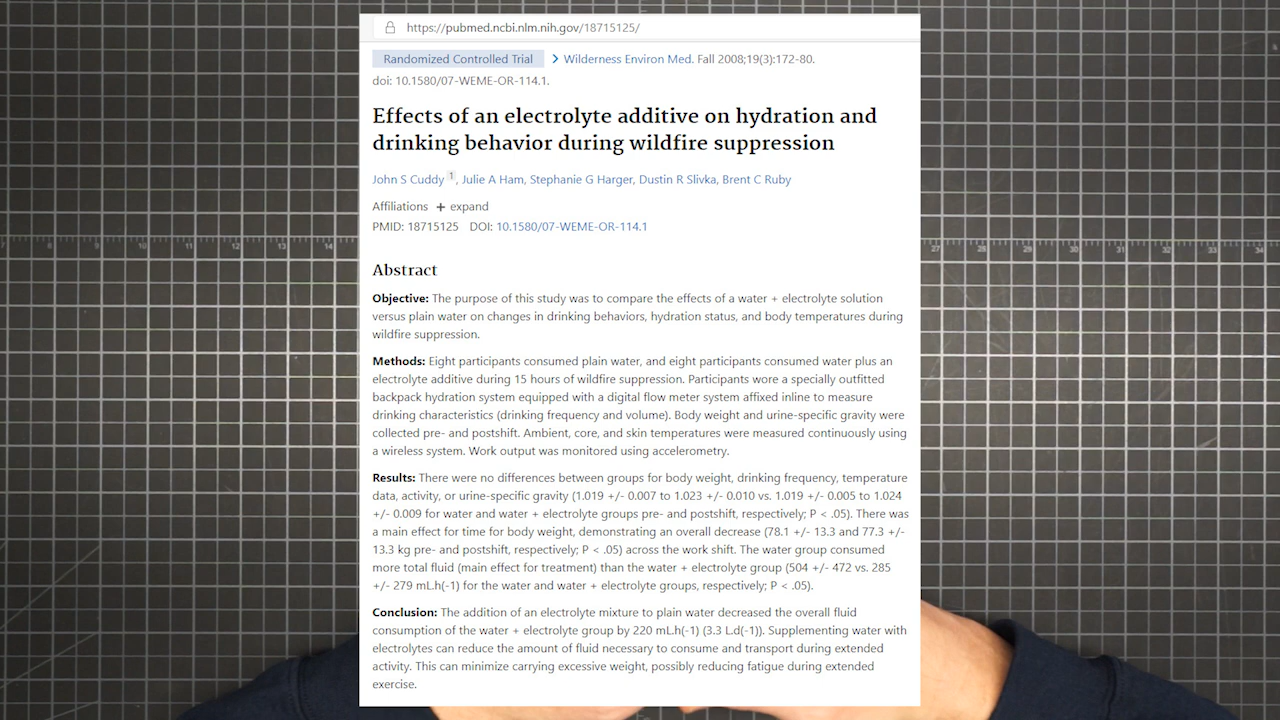 https://pubmed.ncbi.nlm.nih.gov/18715125/
Randomized Controlled Trial > Wilderness Environ Med. Fall 2008;19(3):172-80.
doi: 10.1580/07-WEME-OR-114.1.
Effects of an electrolyte additive on hydration and
drinking behavior during wildfire suppression
John S Cuddy 1, Julie A Ham, Stephanie G Harger, Dustin R Slivka, Brent C Ruby
Affiliations + expand
PMID: 18715125 DOI: 10.1580/07-WEME-OR-114.1
Abstract
Objective: The purpose of this study was to compare the effects of a water + electrolyte solution
versus plain water on changes in drinking behaviors, hydration status, and body temperatures during
wildfire suppression.
Methods: Eight participants consumed plain water, and eight participants consumed water plus an
electrolyte additive during 15 hours of wildfire suppression. Participants wore a specially outfitted
backpack hydration system equipped with a digital flow meter system affixed inline to measure
drinking characteristics (drinking frequency and volume). Body weight and urine-specific gravity were
collected pre- and postshift. Ambient, core, and skin temperatures were measured continuously using
a wireless system. Work output was monitored using accelerometry.
Results: There were no differences between groups for body weight, drinking frequency, temperature
data, activity, or urine-specific gravity (1.019 +/- 0.007 to 1.023 +/- 0.010 vs. 1.019 +/- 0.005 to 1.024
+/- 0.009 for water and water + electrolyte groups pre- and postshift, respectively; P < .05). There was
a main effect for time for body weight, demonstrating an overall decrease (78.1 +/- 13.3 and 77.3 +/-
13.3 kg pre- and postshift, respectively; P < .05) across the work shift. The water group consumed
more total fluid (main effect for treatment) than the water + electrolyte group (504 +/- 472 vs. 285
+/- 279 mL.h(-1) for the water and water + electrolyte groups, respectively; P < .05).
Conclusion: The addition of an electrolyte mixture to plain water decreased the overall fluid
consumption of the water + electrolyte group by 220 mL.h(-1) (3.3 L.d(-1)). Supplementing water with
electrolytes can reduce the amount of fluid necessary to consume and transport during extended
activity. This can minimize carrying excessive weight, possibly reducing fatigue during extended
exercise.
7 8 9 10 11 12 13 14 27 28 29 30 31 32 33 34